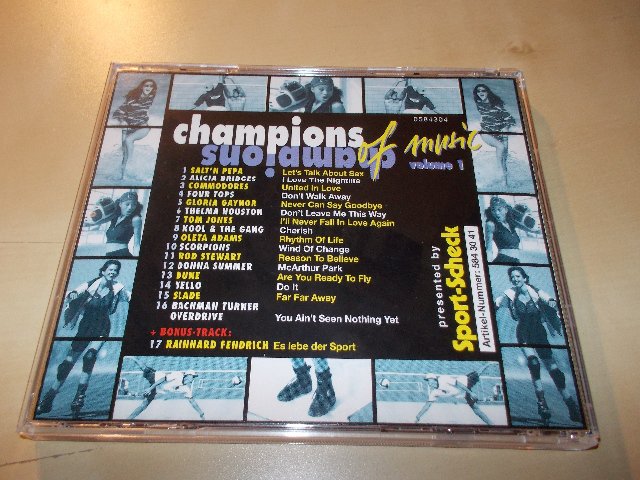 0584304
champions of music
champions
volume 1
1 SALT'N PEPA Let's Talk About Sex
2 ALICIA BRIDGES I Love The Nightlife
3 COMMODORES United in Love
4 FOUR TOPS Don't Walk Away
5 GLORIA GAYNOR Never Can Say Goodbye
6 THELMA HOUSTON Don't Leave Me This Way
7 TOM JONES I'll Never Fall In Love Again
8 KOOL & THE GANG Cherish
9 OLETA ADAMS Rhythm Of Life
10 SCORPIONS Wind Of Change
11 ROD STEWART Reason To Believe
12 DONNA SUMMER McArthur Park
13 DUNE Are You Ready To Fly
14 YELLO Do It
15 SLADE Far Far Away
16 BACHMAN TURNER
OVERDRIVE You Ain't Seen Nothing Yet
+ BONUS-TRACK:
17 RAINHARD FENDRICH Es lebe der Sport
presented by
Sport-Scheck
Artikel-Nummer: 584 30 41